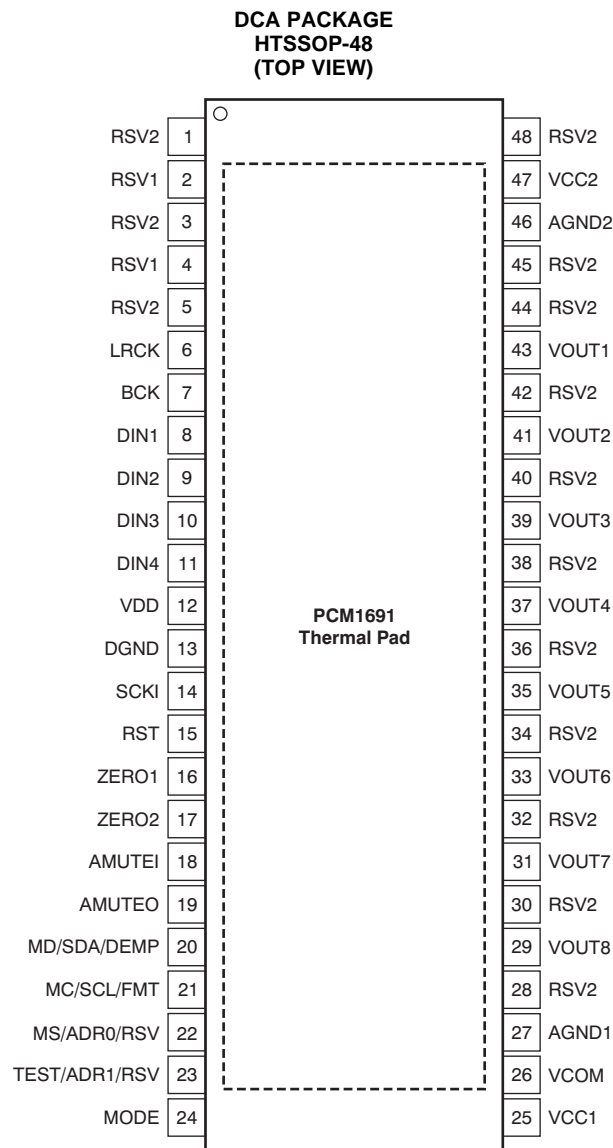 DCA PACKAGE
HTSSOP-48
(TOP VIEW)
RSV2 1 48 RSV2
RSV1 2 47 VCC2
RSV2 3 46 AGND2
RSV1 4 45 RSV2
RSV2 5 44 RSV2
LRCK 6 43 VOUT1
BCK 7 42 RSV2
DIN1 8 41 VOUT2
DIN2 9 40 RSV2
DIN3 10 39 VOUT3
DIN4 11 38 RSV2
VDD 12 37 VOUT4
PCM1691
Thermal Pad
DGND 13 36 RSV2
SCKI 14 35 VOUT5
RST 15 34 RSV2
ZERO1 16 33 VOUT6
ZERO2 17 32 RSV2
AMUTEI 18 31 VOUT7
AMUTEO 19 30 RSV2
MD/SDA/DEMP 20 29 VOUT8
MC/SCL/FMT 21 28 RSV2
MS/ADR0/RSV 22 27 AGND1
TEST/ADR1/RSV 23 26 VCOM
MODE 24 25 VCC1